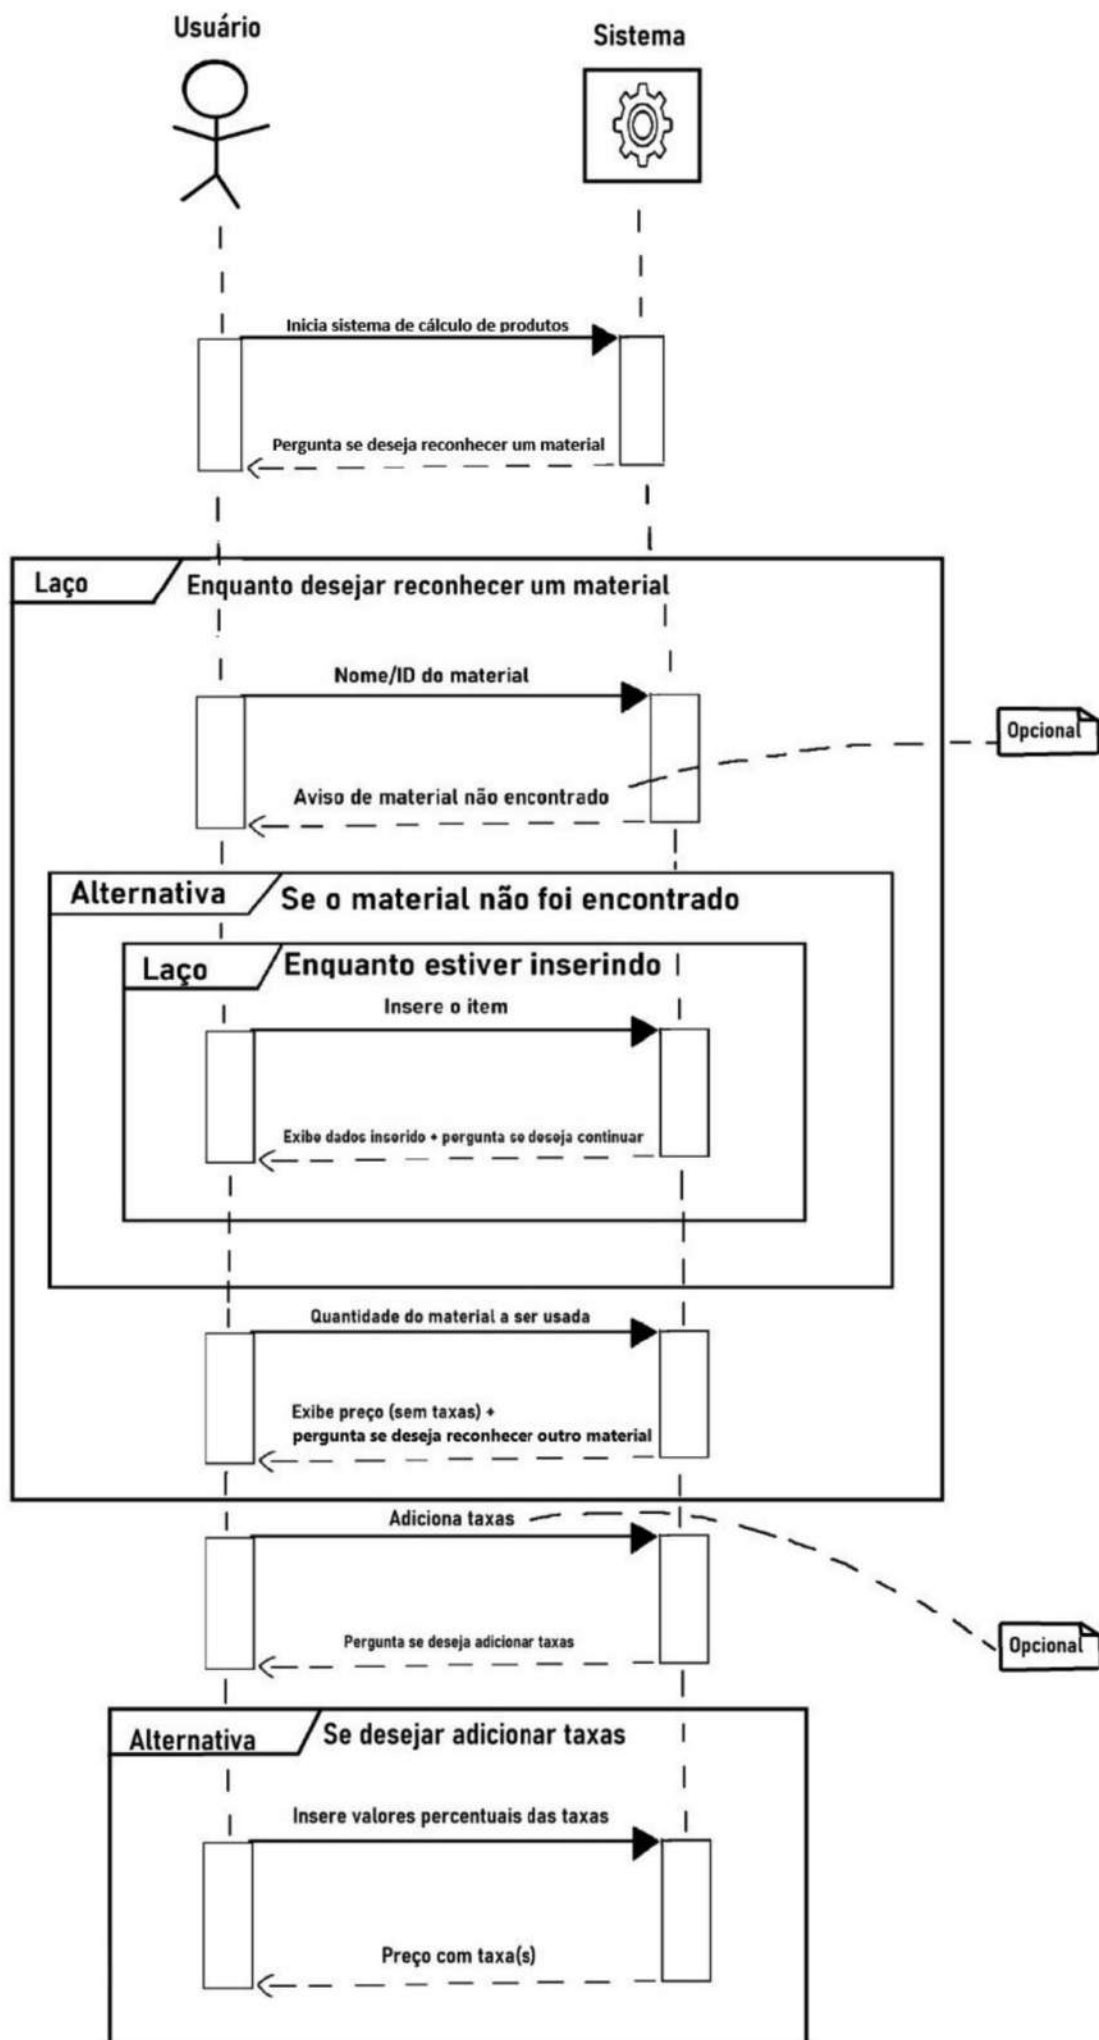 Usuário
Sistema
Inicia sistema de cálculo de produtos
Pergunta se deseja reconhecer um material
Laço
Enquanto desejar reconhecer um material
Nome/ID do material
Opcional
Aviso de material não encontrado
Alternativa
Se o material não foi encontrado
Laço
Enquanto estiver inserindo
Insere o item
Exibe dados inserido + pergunta se deseja continuar
Quantidade do material a ser usada
Exibe preço (sem taxas) +
pergunta se deseja reconhecer outro material
Adiciona taxas
Pergunta se deseja adicionar taxas
Opcional
Alternativa
Se desejar adicionar taxas
Insere valores percentuais das taxas
Preço com taxa(s)